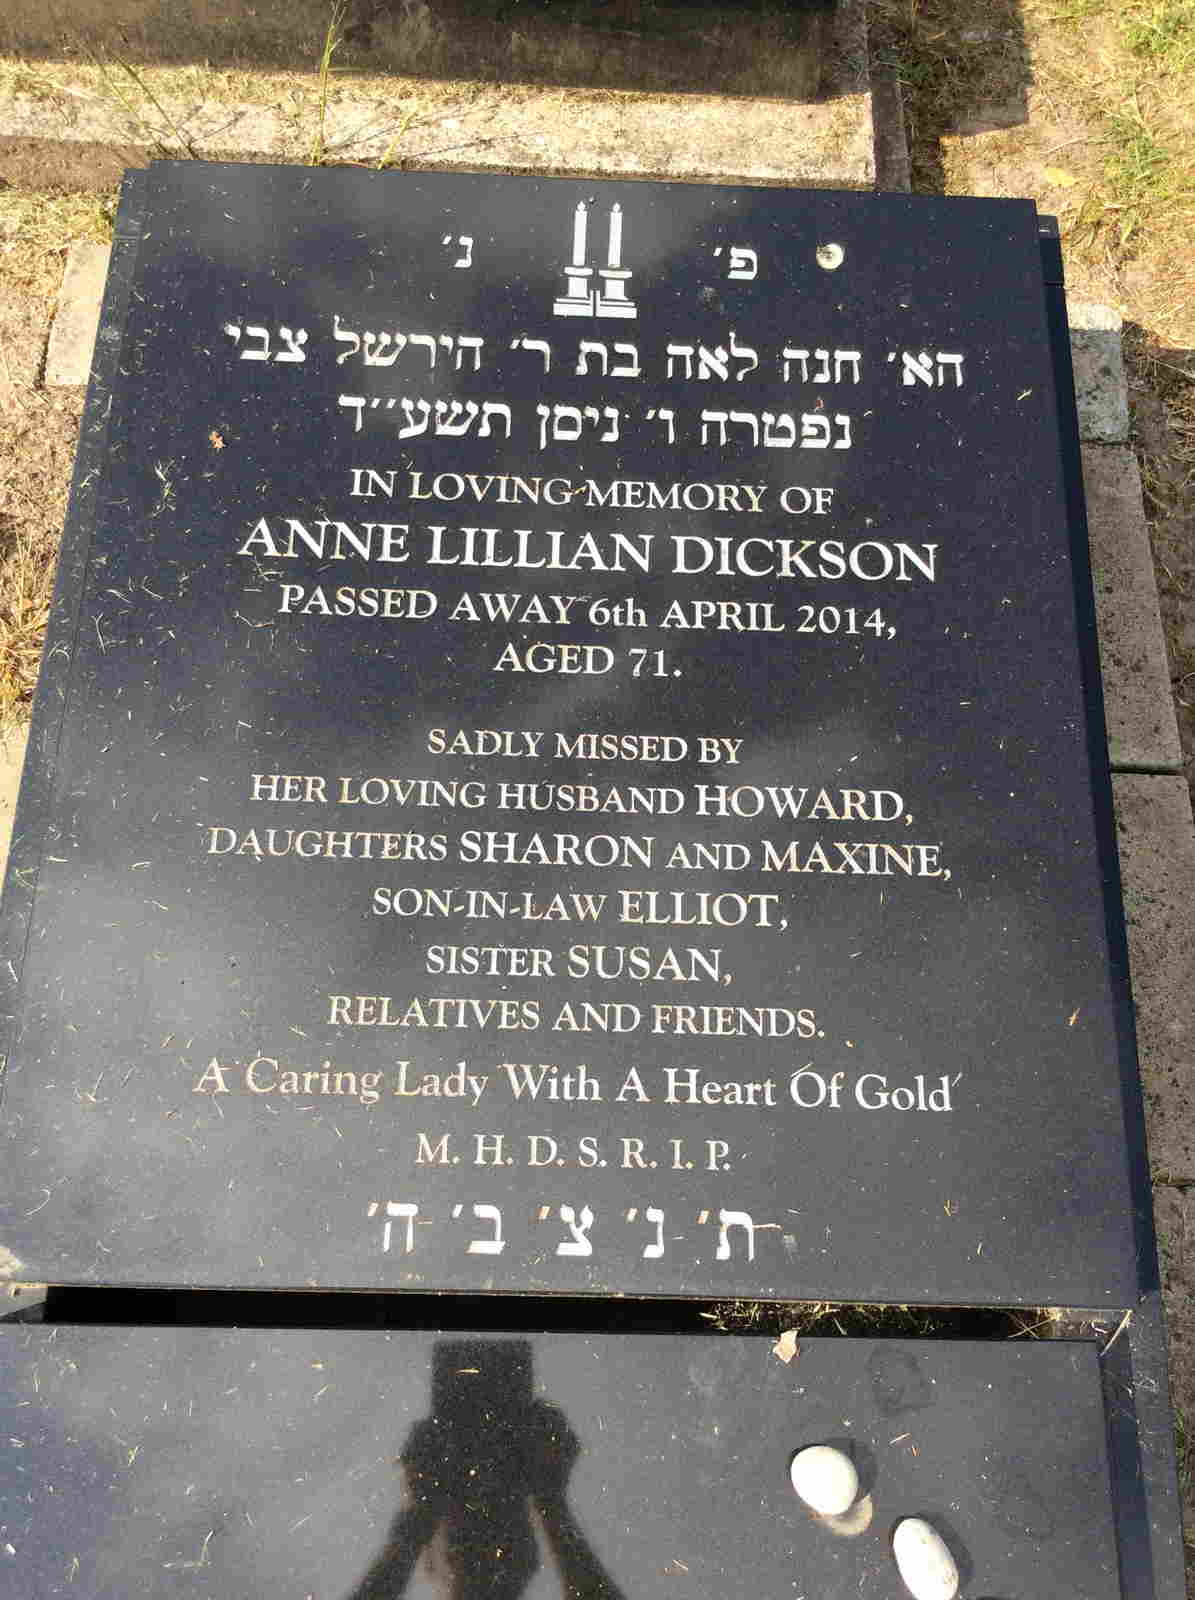 פ׳ נ׳
הא׳ חנה לאה בת ר׳ הירשל צבי
נפטרה ו׳ ניסן תשע״ד
IN LOVING MEMORY OF
ANNE LILLIAN DICKSON
PASSED AWAY 6th APRIL 2014,
AGED 71.
SADLY MISSED BY
HER LOVING HUSBAND HOWARD,
DAUGHTERS SHARON AND MAXINE,
SON-IN-LAW ELLIOT,
SISTER SUSAN,
RELATIVES AND FRIENDS.
A Caring Lady With A Heart Of Gold
M. H. D. S. R. I. P.
ת׳ נ׳ צ׳ ב׳ ה׳